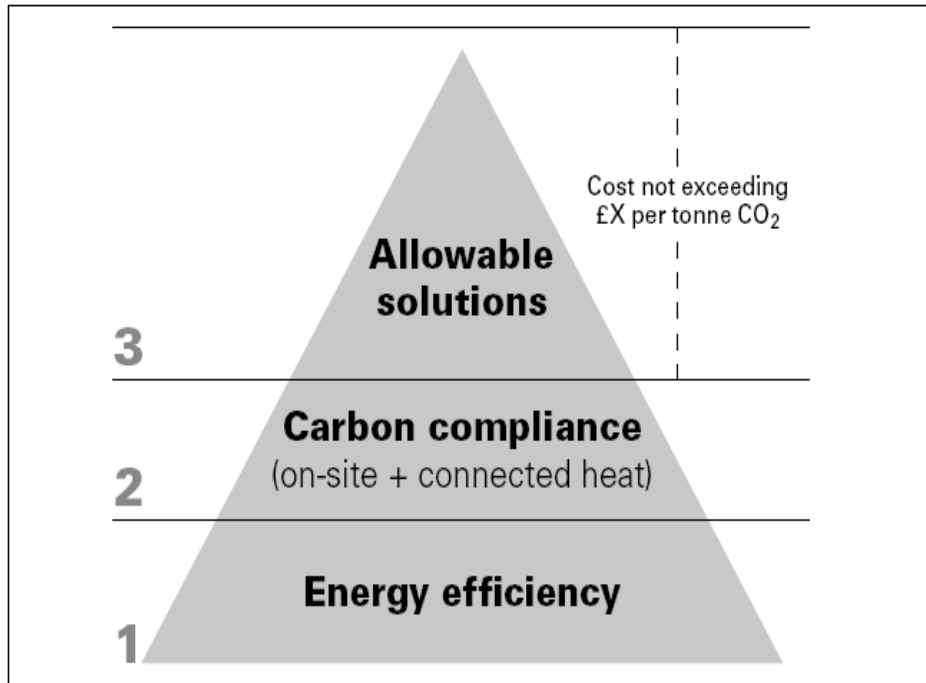 Cost not exceeding
£X per tonne CO₂
Allowable
solutions
3
Carbon compliance
(on-site + connected heat)
2
Energy efficiency
1